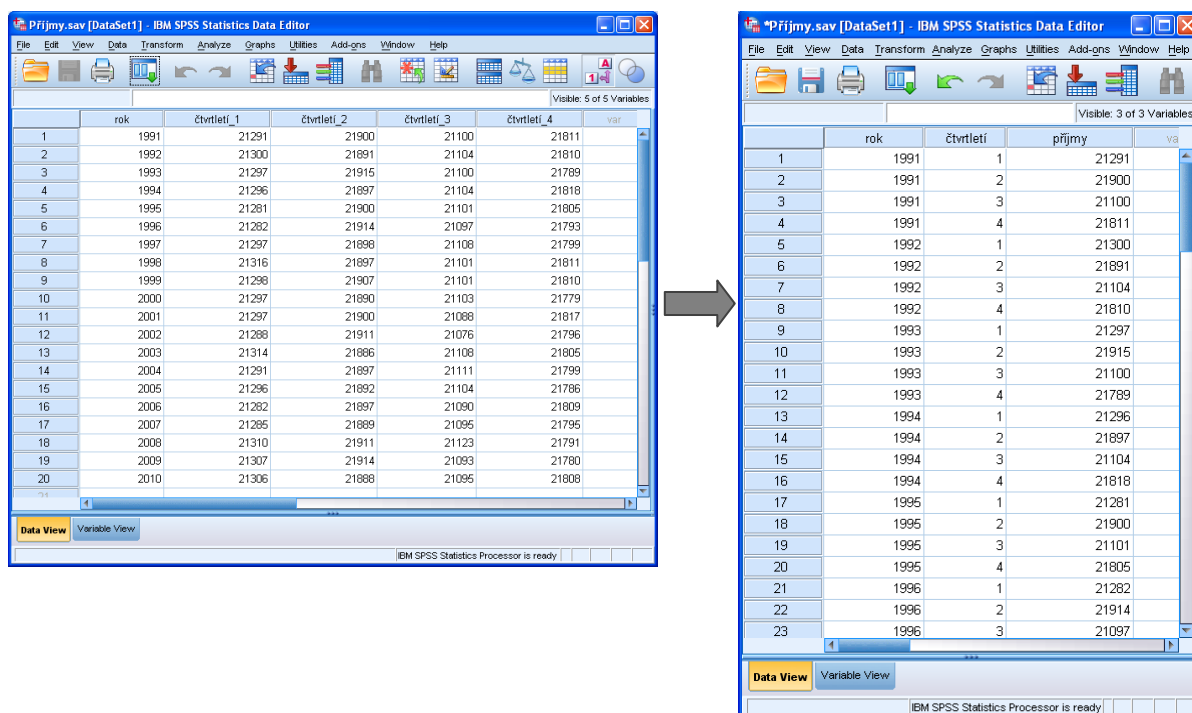 Příjmy.sav [DataSet1] - IBM SPSS Statistics Data Editor
File Edit View Data Transform Analyze Graphs Utilities Add-ons Window Help
Visible: 5 of 5 Variables
rok čtvrtletí_1 čtvrtletí_2 čtvrtletí_3 čtvrtletí_4 var
1 1991 21291 21900 21100 21811
2 1992 21300 21891 21104 21810
3 1993 21297 21915 21100 21789
4 1994 21296 21897 21104 21818
5 1995 21281 21900 21101 21805
6 1996 21282 21914 21097 21793
7 1997 21297 21898 21108 21799
8 1998 21316 21897 21101 21811
9 1999 21298 21907 21101 21810
10 2000 21297 21890 21103 21779
11 2001 21297 21900 21088 21817
12 2002 21288 21911 21076 21796
13 2003 21314 21886 21108 21805
14 2004 21291 21897 21111 21799
15 2005 21296 21892 21104 21786
16 2006 21282 21897 21090 21809
17 2007 21285 21889 21095 21795
18 2008 21310 21911 21123 21791
19 2009 21307 21914 21093 21780
20 2010 21306 21888 21095 21808
21
Data View Variable View
IBM SPSS Statistics Processor is ready
*Příjmy.sav [DataSet1] - IBM SPSS Statistics Data Editor
File Edit View Data Transform Analyze Graphs Utilities Add-ons Window Help
Visible: 3 of 3 Variables
rok čtvrtletí příjmy va
1 1991 1 21291
2 1991 2 21900
3 1991 3 21100
4 1991 4 21811
5 1992 1 21300
6 1992 2 21891
7 1992 3 21104
8 1992 4 21810
9 1993 1 21297
10 1993 2 21915
11 1993 3 21100
12 1993 4 21789
13 1994 1 21296
14 1994 2 21897
15 1994 3 21104
16 1994 4 21818
17 1995 1 21281
18 1995 2 21900
19 1995 3 21101
20 1995 4 21805
21 1996 1 21282
22 1996 2 21914
23 1996 3 21097
Data View Variable View
IBM SPSS Statistics Processor is ready